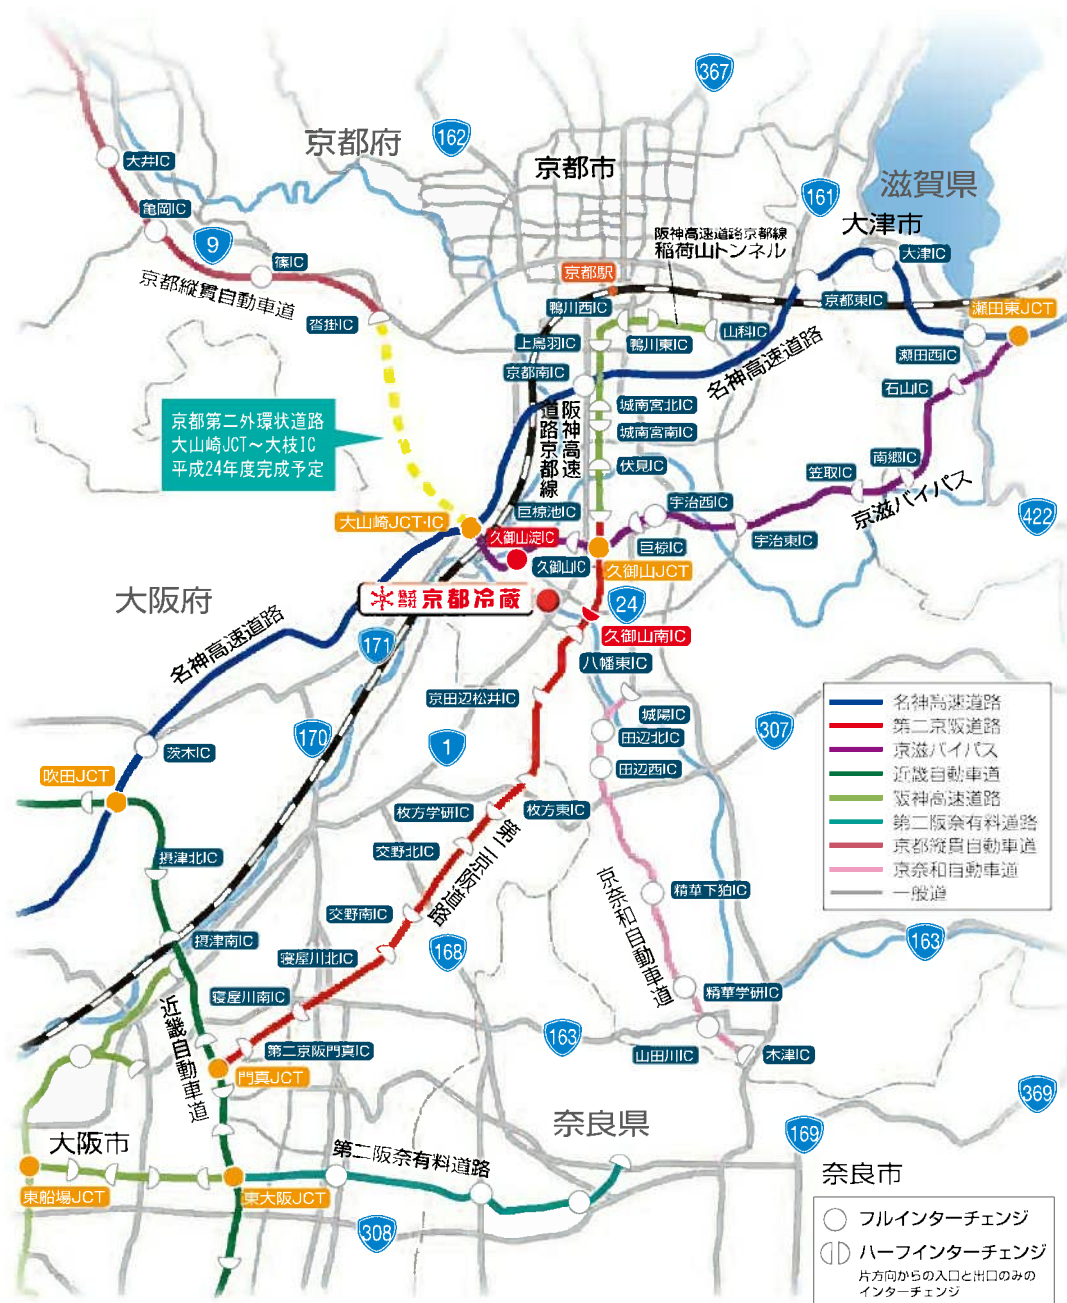 367
162
京都府
京都市
161
滋賀県
大井IC
亀岡IC
9
大津市
阪神高速道路京都線
稲荷山トンネル
大津IC
篠IC
京都駅
京都縦貫自動車道
鴨川西IC
京都東IC
瀬田東JCT
沓掛IC
山科IC
上鳥羽IC
鴨川東IC
名神高速道路
瀬田西IC
京都南IC
石山IC
城南宮北IC
阪神高速
道路京都線
京都第二外環状道路
大山崎JCT～大枝IC
平成24年度完成予定
城南宮南IC
伏見IC
南郷IC
笠取IC
京滋バイパス
宇治西IC
巨椋池IC
422
大山崎JCT・IC
久御山淀IC
巨椋IC
宇治東IC
久御山IC
久御山JCT
大阪府
株式会社 京都冷蔵
24
久御山南IC
171
名神高速道路
八幡東IC
京田辺松井IC
城陽IC
307
170
1
田辺北IC
茨木IC
田辺西IC
吹田JCT
枚方学研IC
枚方東IC
名神高速道路
第二京阪道路
京滋バイパス
近畿自動車道
阪神高速道路
第二阪奈有料道路
京都縦貫自動車道
京奈和自動車道
一般道
摂津北IC
交野北IC
第二京阪道路
京奈和自動車道
精華下狛IC
交野南IC
摂津南IC
168
163
寝屋川北IC
寝屋川南IC
精華学研IC
近畿自動車道
163
第二京阪門真IC
山田川IC
木津IC
門真JCT
369
奈良県
169
大阪市
第二阪奈有料道路
奈良市
東船場JCT
東大阪JCT
308
フルインターチェンジ
ハーフインターチェンジ
片方向からの入口と出口のみの
インターチェンジ